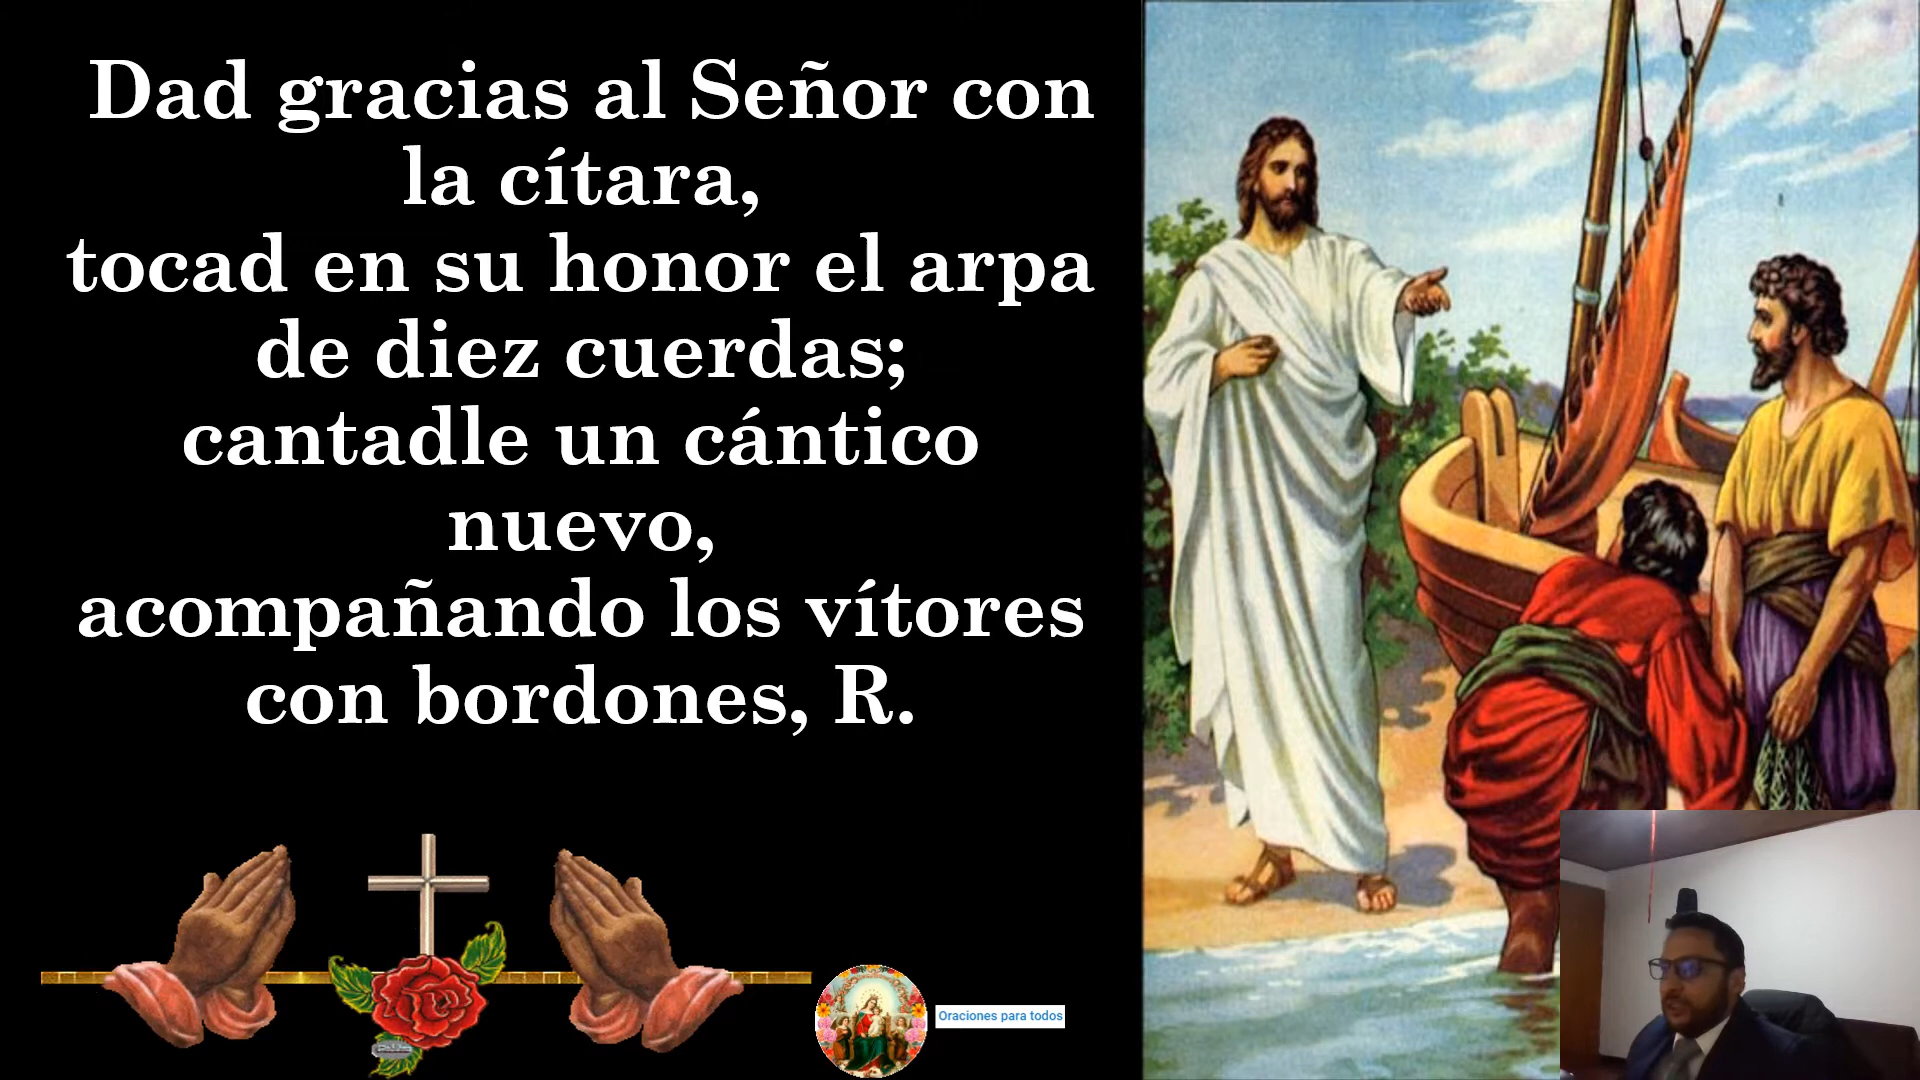 Dad gracias al Señor con
la cítara,
tocad en su honor el arpa
de diez cuerdas;
cantadle un cántico
nuevo,
acompañando los vítores
con bordones, R.
Oraciones para todos